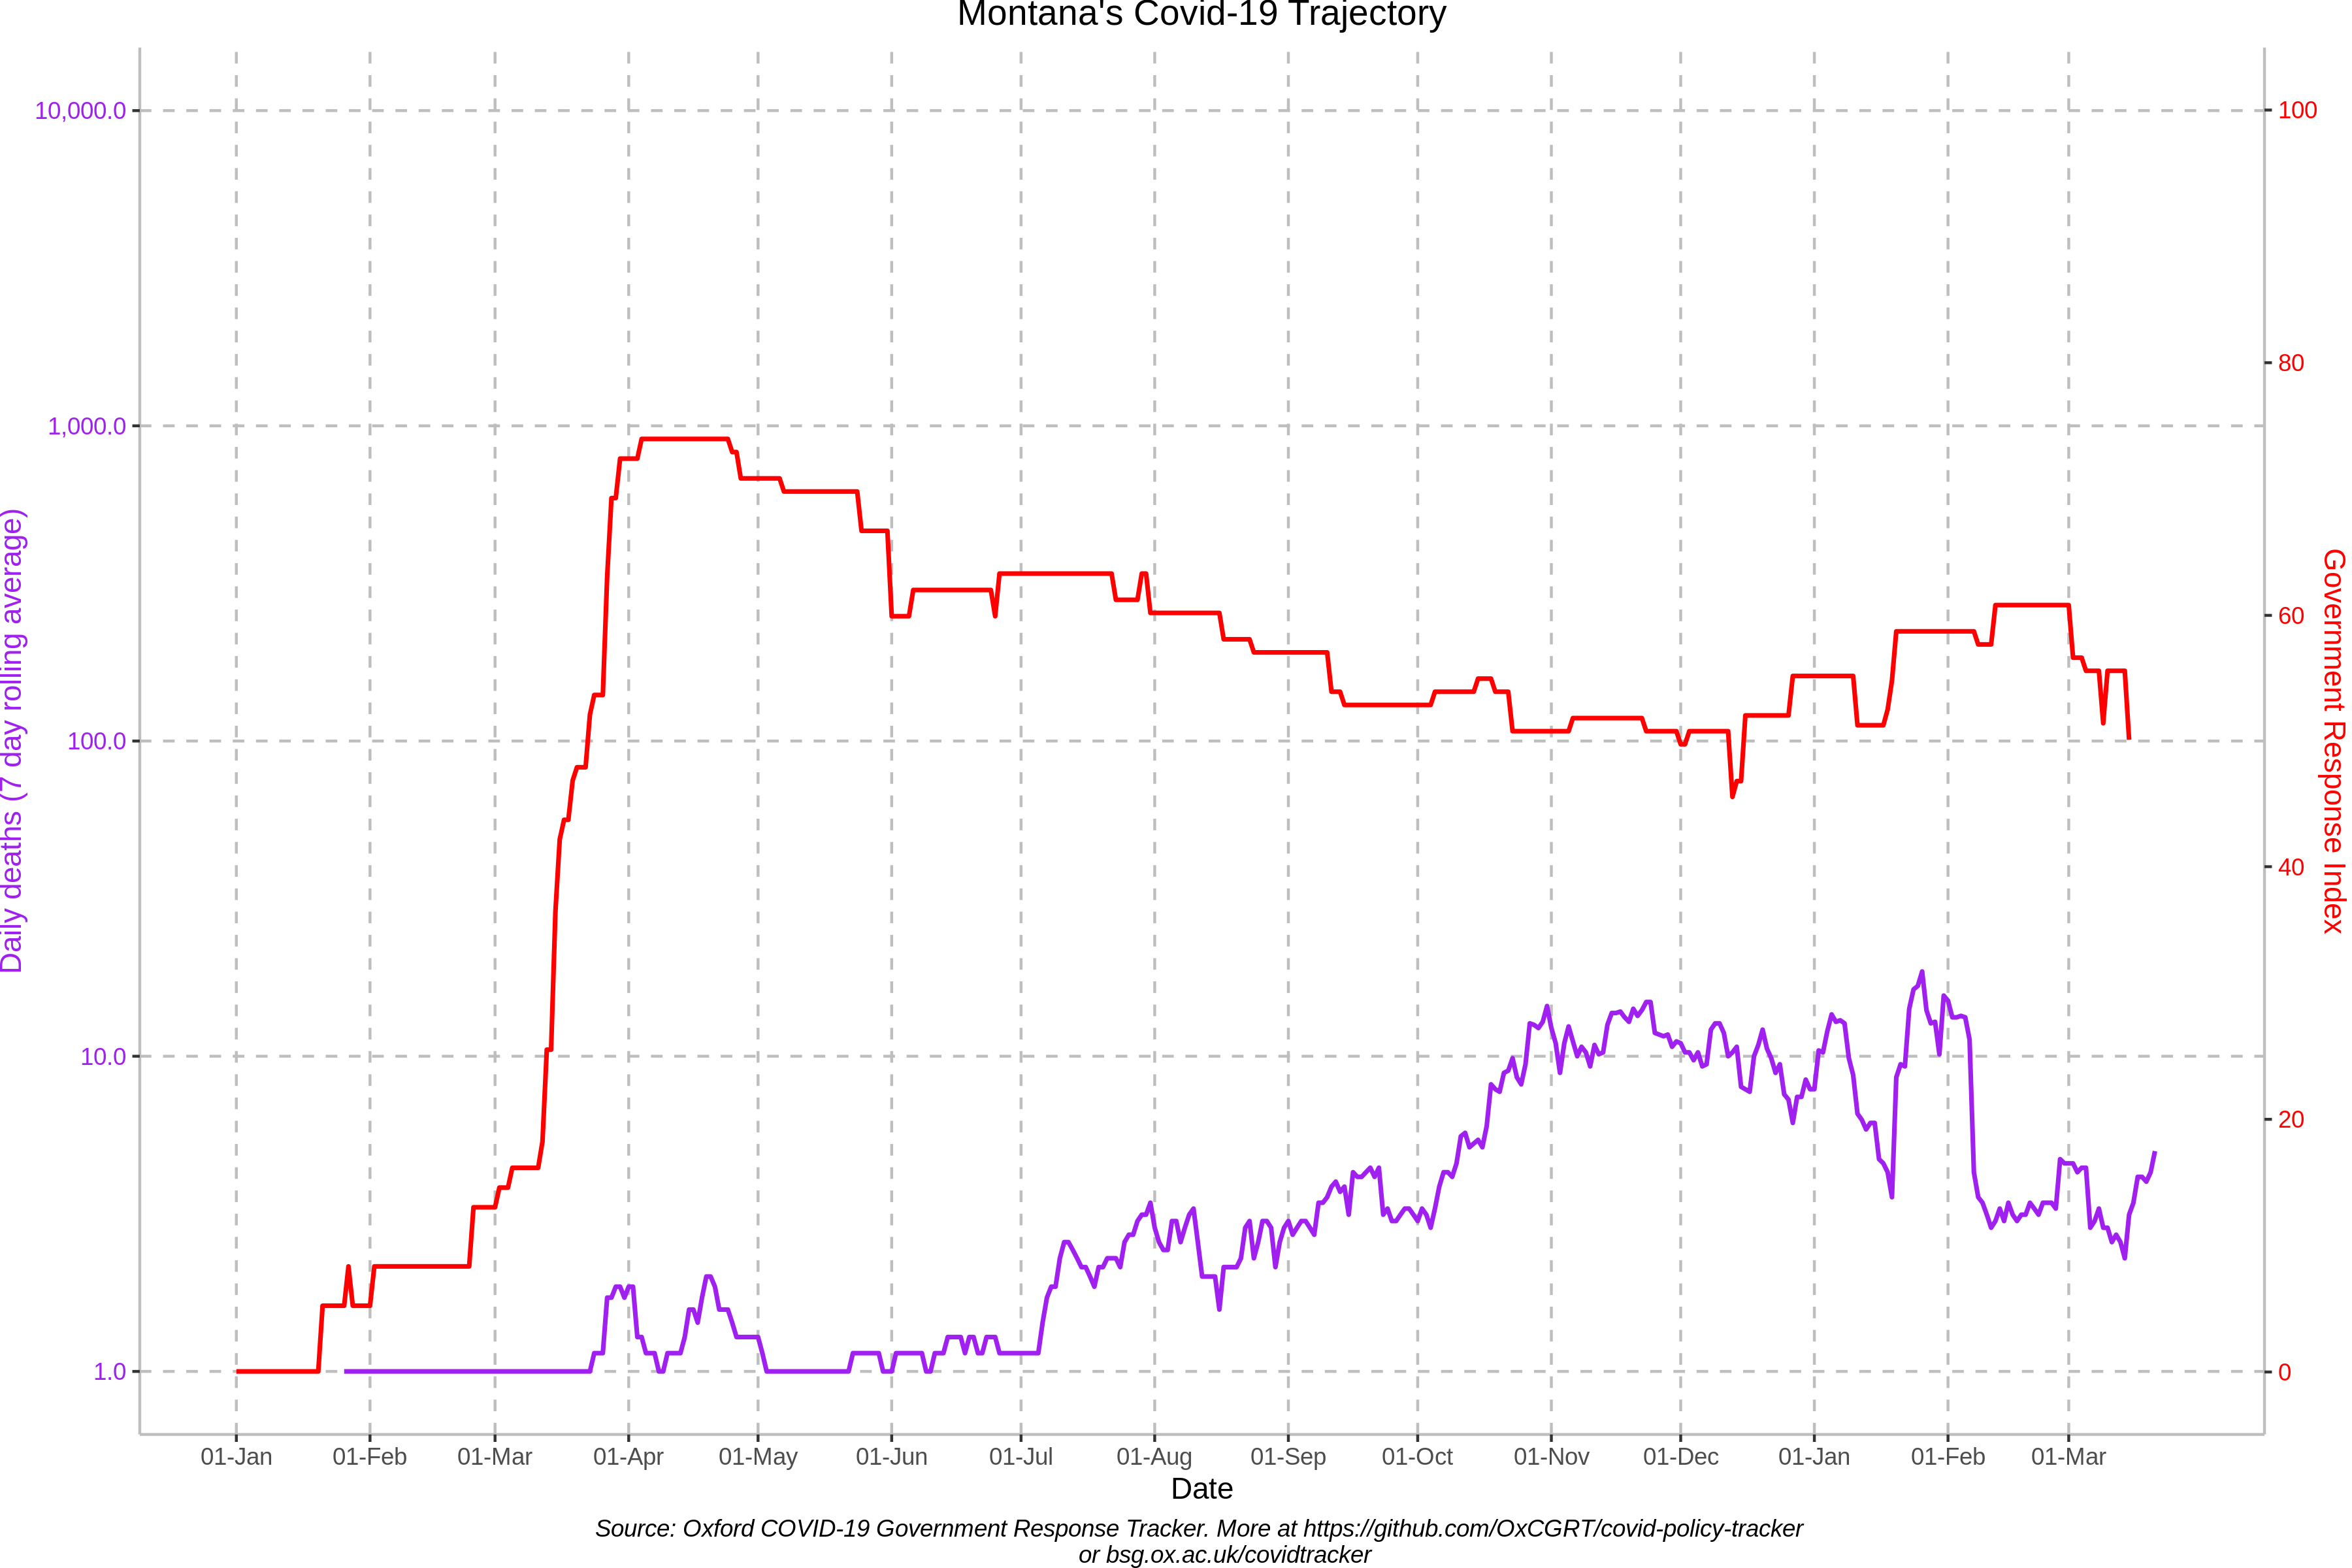 Montana's Covid-19 Trajectory
10,000.0
1,000.0
100.0
10.0
1.0
Daily deaths (7 day rolling average)
100
80
60
40
20
0
Government Response Index
01-Jan 01-Feb 01-Mar 01-Apr 01-May 01-Jun 01-Jul 01-Aug 01-Sep 01-Oct 01-Nov 01-Dec 01-Jan 01-Feb 01-Mar
Date
Source: Oxford COVID-19 Government Response Tracker. More at https://github.com/OxCGRT/covid-policy-tracker
or bsg.ox.ac.uk/covidtracker